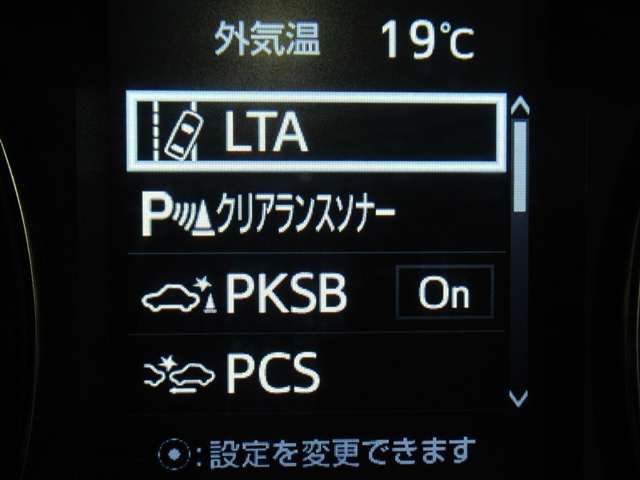 外気温 19℃
LTA
Pクリアランスソナー
PKSB On
PCS
:設定を変更できます